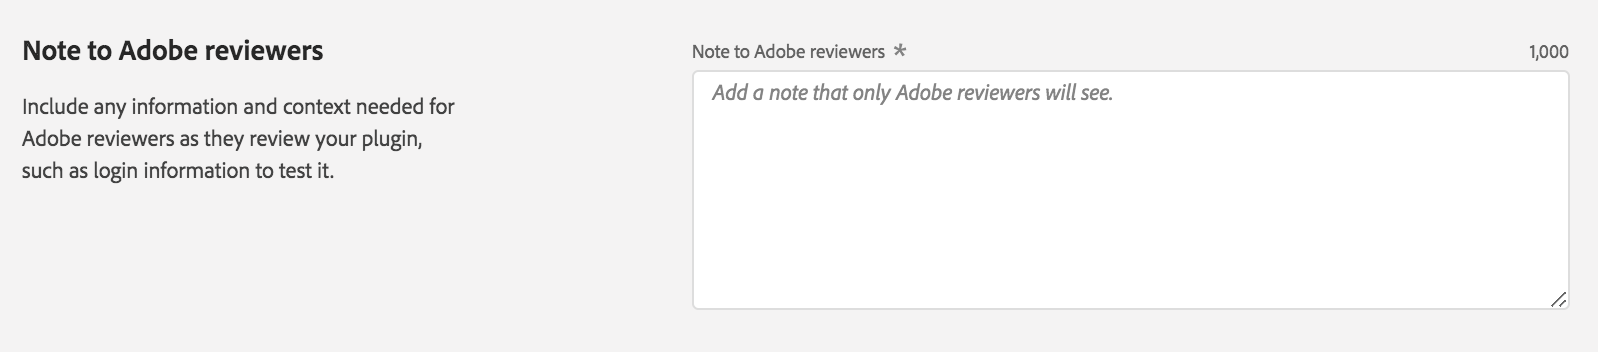 Note to Adobe reviewers
Include any information and context needed for
Adobe reviewers as they review your plugin,
such as login information to test it.
Note to Adobe reviewers *
1,000
Add a note that only Adobe reviewers will see.